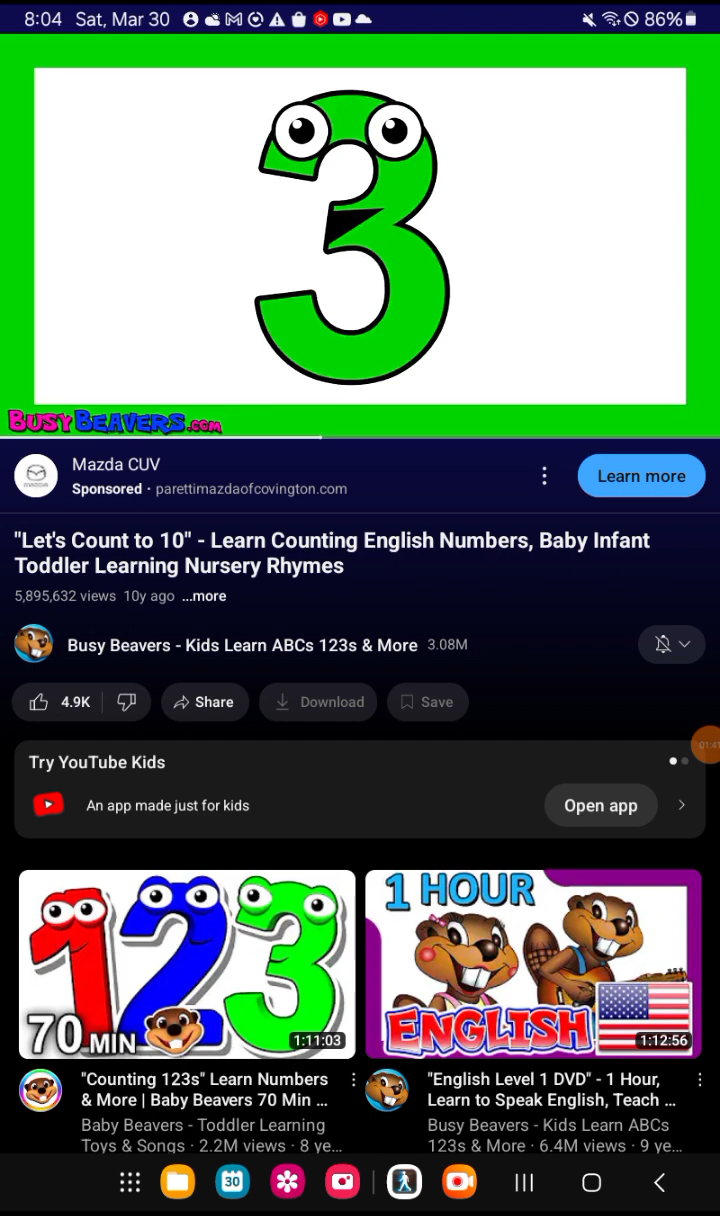 8:04 Sat, Mar 30
86%
3
BUSY BEAVERS.COM
Mazda CUV
Sponsored · parettimazdaofcovington.com
Learn more
"Let's Count to 10" - Learn Counting English Numbers, Baby Infant
Toddler Learning Nursery Rhymes
5,895,632 views 10y ago ...more
Busy Beavers - Kids Learn ABCs 123s & More 3.08M
4.9K
Share
Download
Save
01:41
Try YouTube Kids
An app made just for kids
Open app
123
70 MIN
1:11:03
1 HOUR
ENGLISH
1:12:56
"Counting 123s" Learn Numbers
& More | Baby Beavers 70 Min ...
Baby Beavers - Toddler Learning
Toys & Songs · 2.2M views · 8 ye...
"English Level 1 DVD" - 1 Hour,
Learn to Speak English, Teach ...
Busy Beavers - Kids Learn ABCs
123s & More · 6.4M views · 9 ye...
30